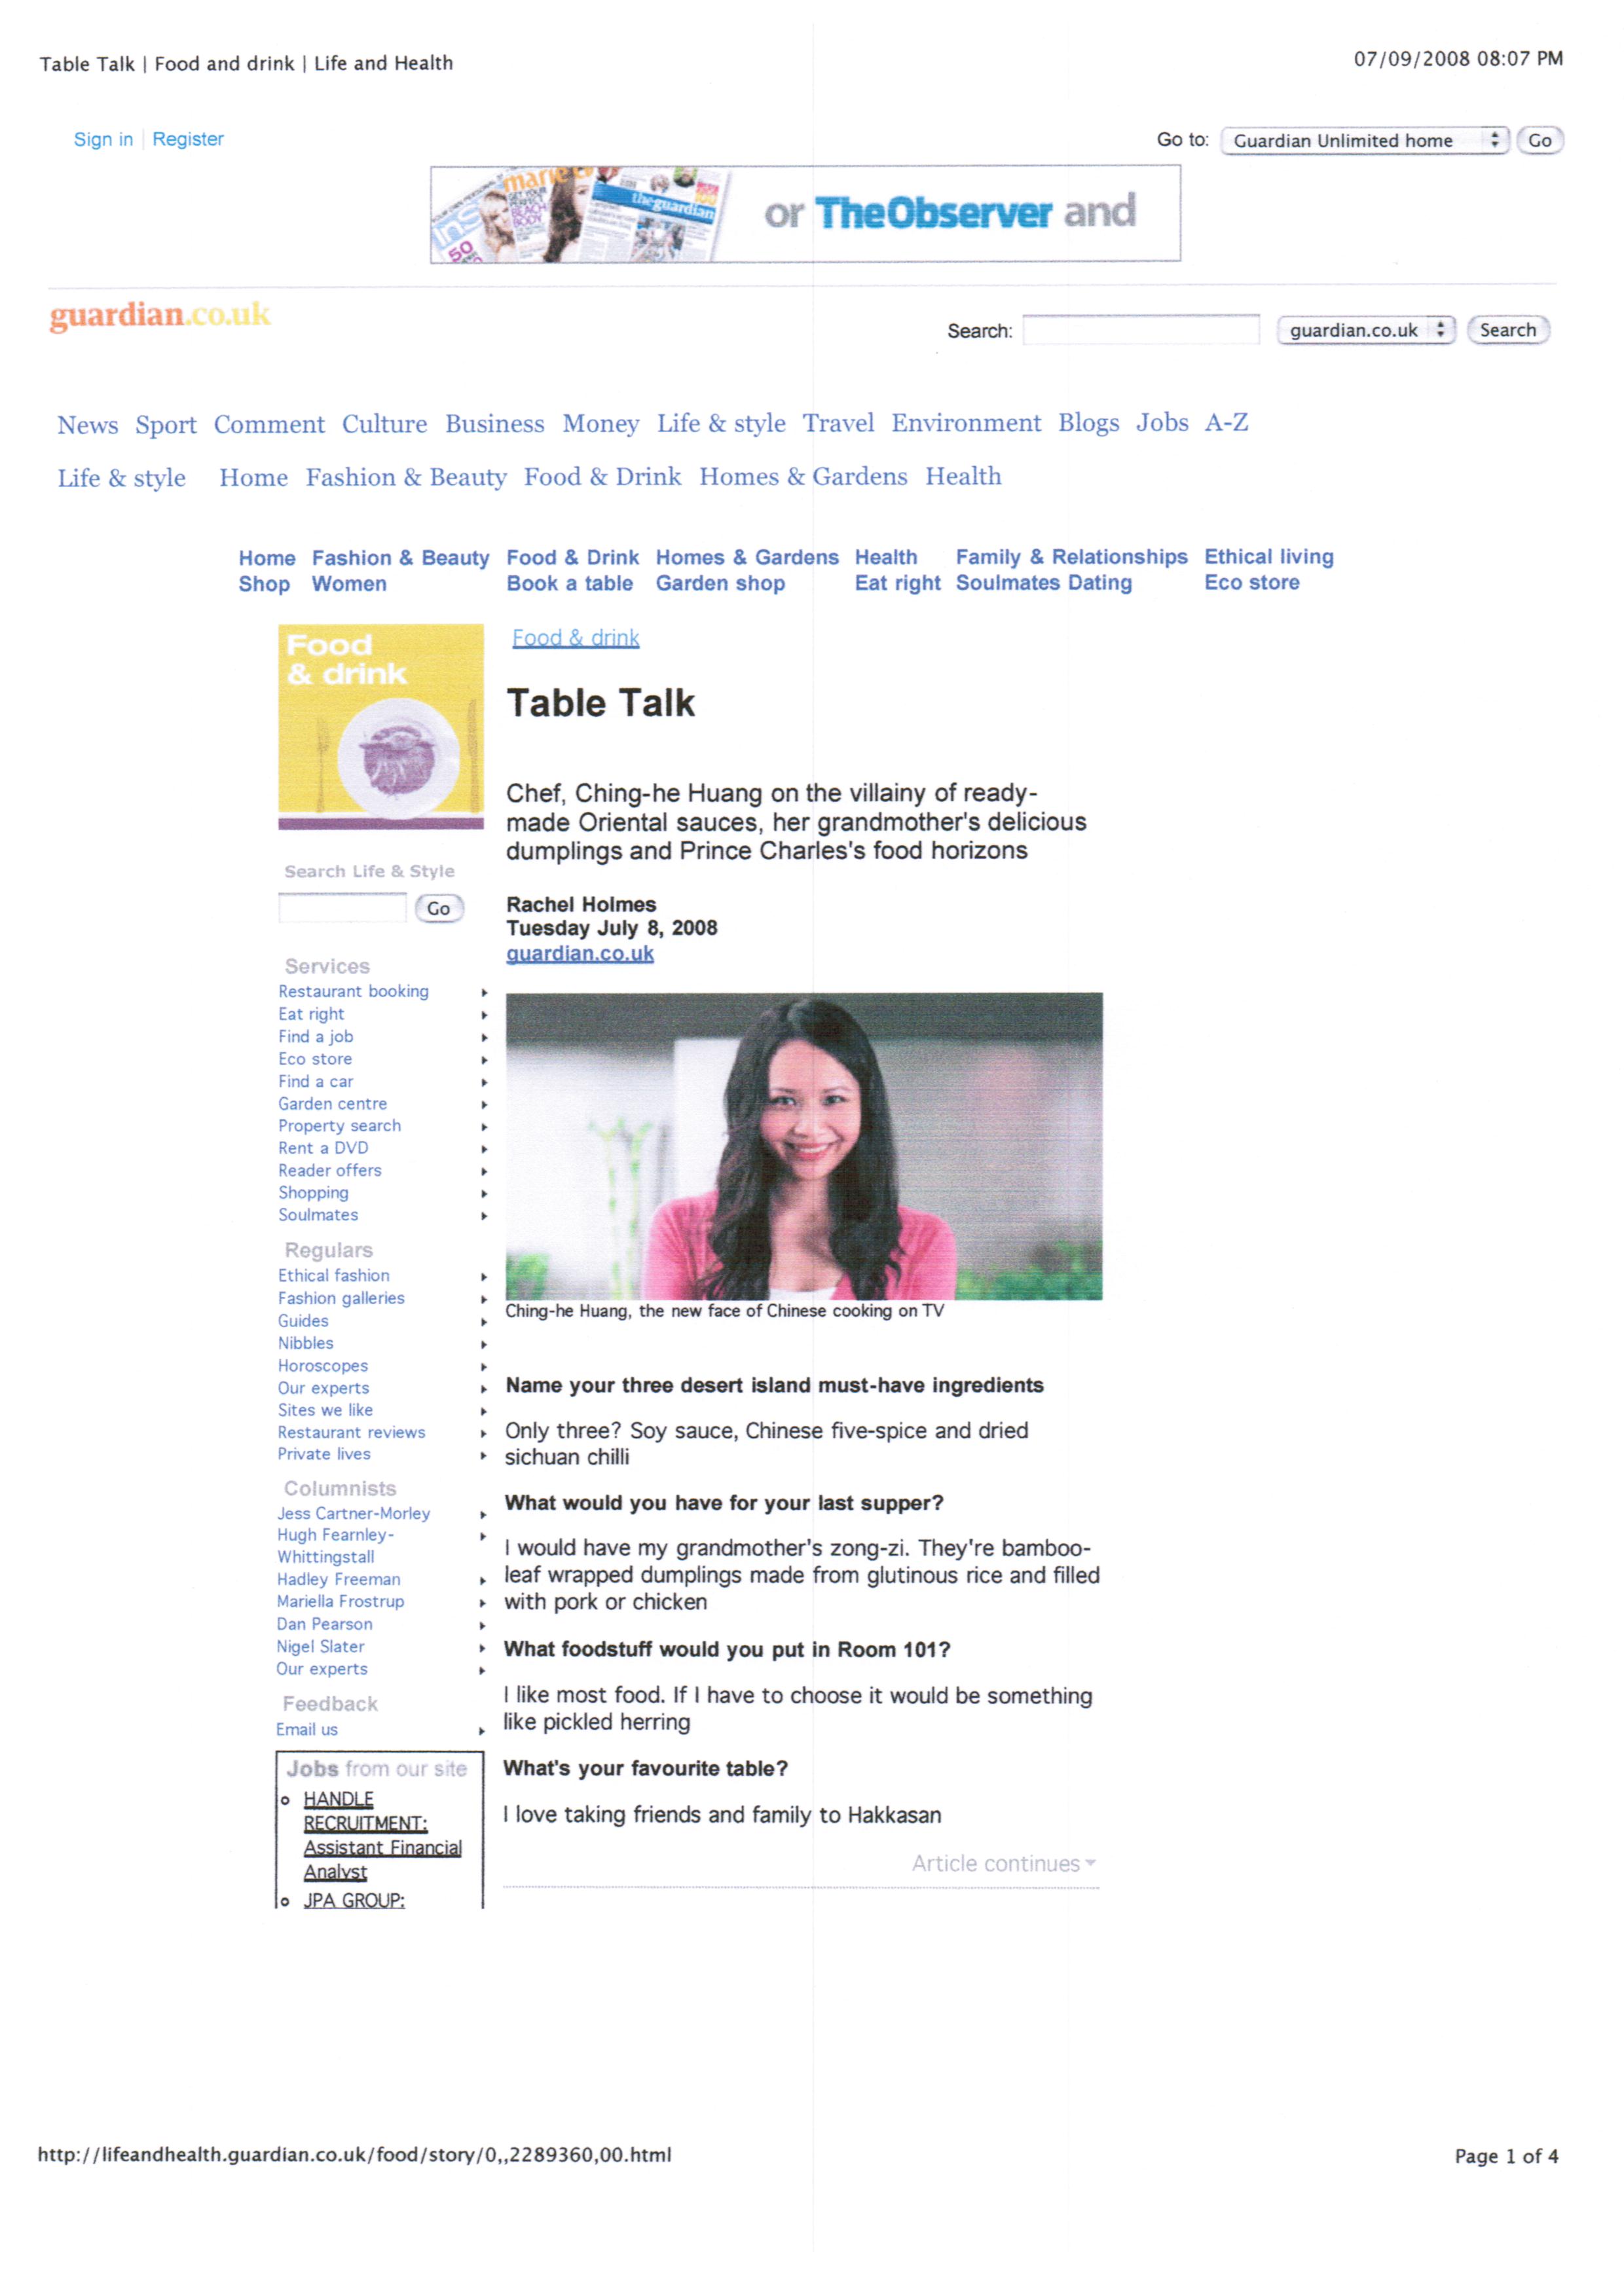 Table Talk | Food and drink | Life and Health
07/09/2008 08:07 PM
Sign in Register
Go to: Guardian Unlimited home Go
marie
the guardian
50
or TheObserver and
guardian.co.uk
Search: guardian.co.uk Search
News Sport Comment Culture Business Money Life & style Travel Environment Blogs Jobs A-Z
Life & style Home Fashion & Beauty Food & Drink Homes & Gardens Health
Home Fashion & Beauty Food & Drink Homes & Gardens Health Family & Relationships Ethical living
Shop Women Book a table Garden shop Eat right Soulmates Dating Eco store
Food
& drink
Search Life & Style
Go
Services
Restaurant booking
Eat right
Find a job
Eco store
Find a car
Garden centre
Property search
Rent a DVD
Reader offers
Shopping
Soulmates
Regulars
Ethical fashion
Fashion galleries
Guides
Nibbles
Horoscopes
Our experts
Sites we like
Restaurant reviews
Private lives
Columnists
Jess Cartner-Morley
Hugh Fearnley-
Whittingstall
Hadley Freeman
Mariella Frostrup
Dan Pearson
Nigel Slater
Our experts
Feedback
Email us
Jobs from our site
HANDLE
RECRUITMENT:
Assistant Financial
Analyst
JPA GROUP:
Food & drink
Table Talk
Chef, Ching-he Huang on the villainy of ready-
made Oriental sauces, her grandmother's delicious
dumplings and Prince Charles's food horizons
Rachel Holmes
Tuesday July 8, 2008
guardian.co.uk
Ching-he Huang, the new face of Chinese cooking on TV
Name your three desert island must-have ingredients
Only three? Soy sauce, Chinese five-spice and dried
sichuan chilli
What would you have for your last supper?
I would have my grandmother's zong-zi. They're bamboo-
leaf wrapped dumplings made from glutinous rice and filled
with pork or chicken
What foodstuff would you put in Room 101?
I like most food. If I have to choose it would be something
like pickled herring
What's your favourite table?
I love taking friends and family to Hakkasan
Article continues
http://lifeandhealth.guardian.co.uk/food/story/0,,2289360,00.html
Page 1 of 4